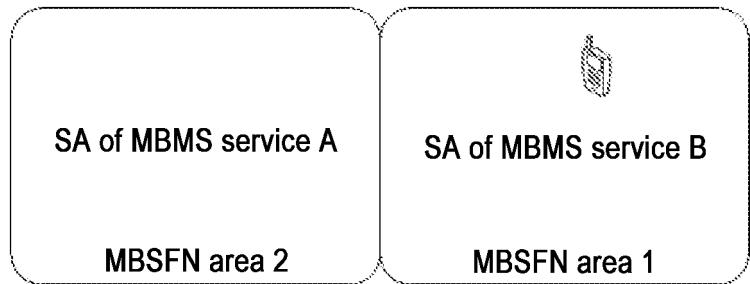 SA of MBMS service A
SA of MBMS service B
MBSFN area 2
MBSFN area 1